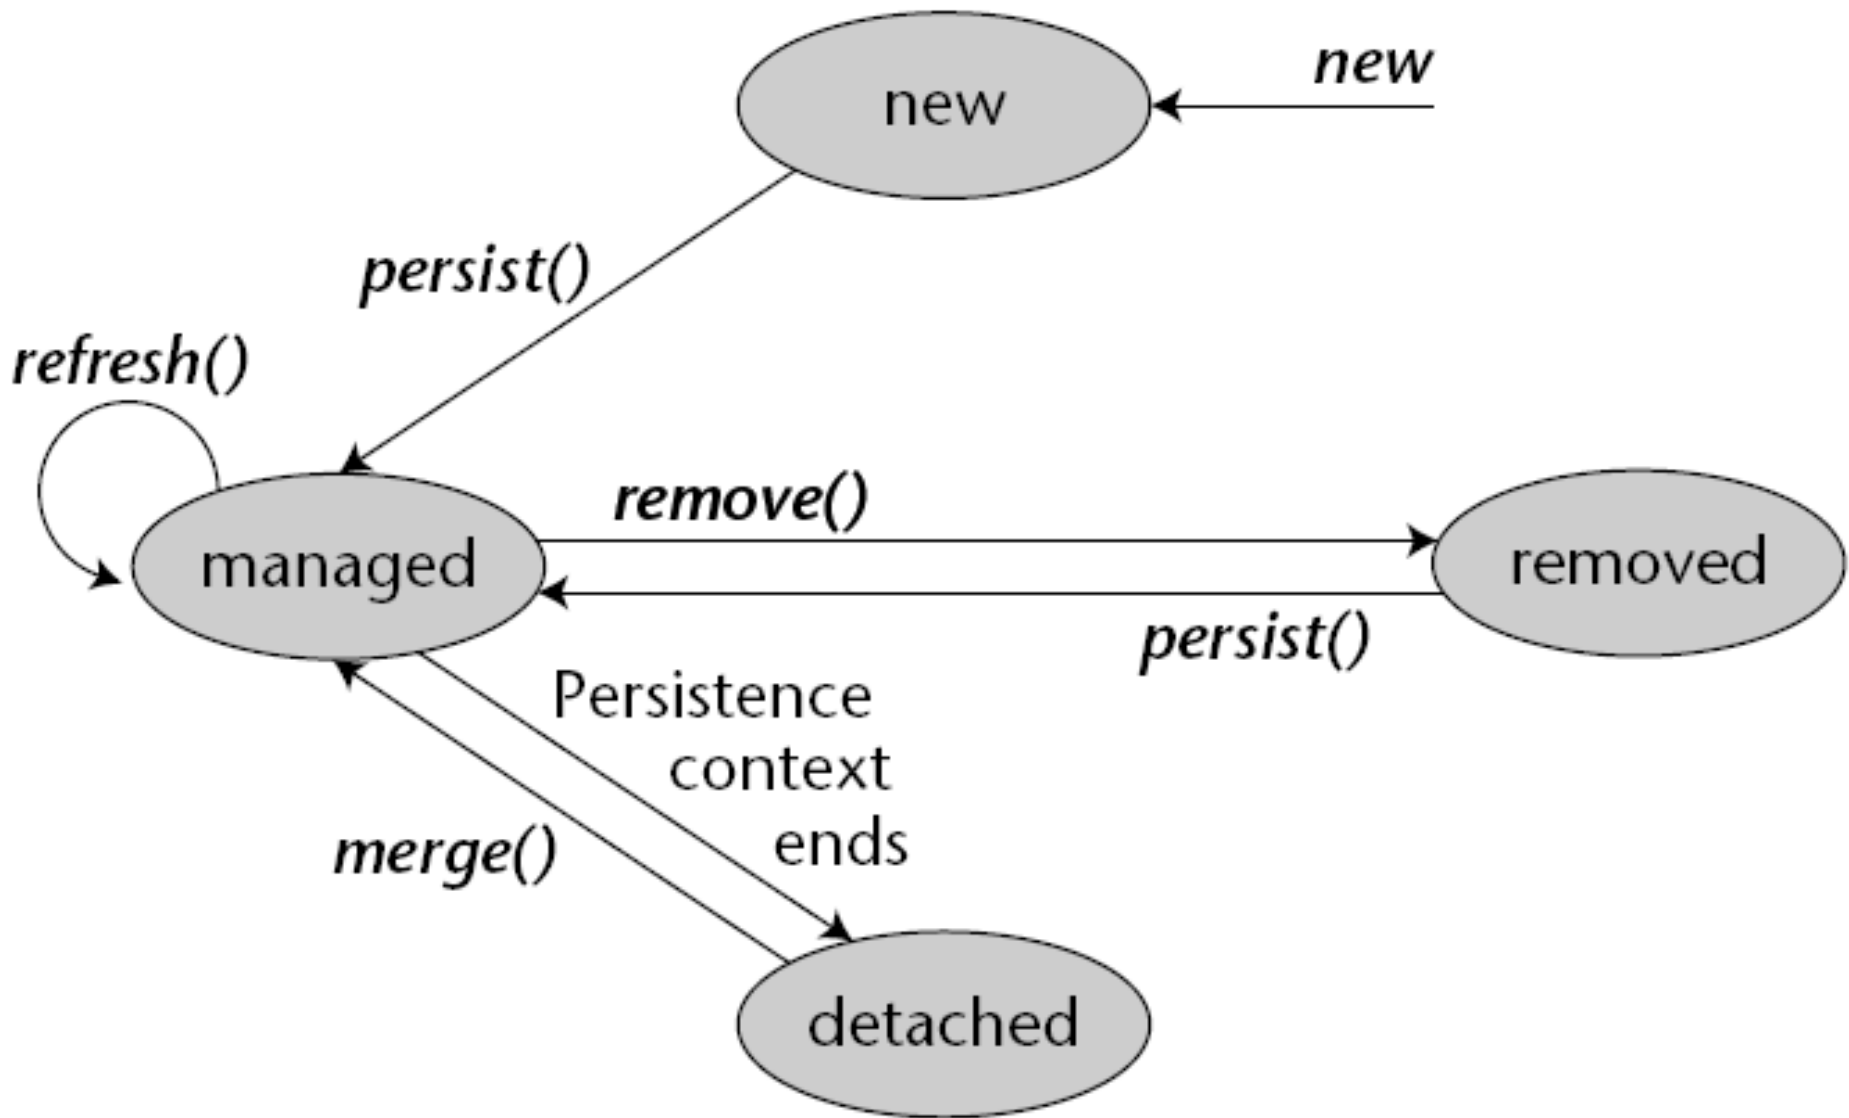 new
new
persist()
refresh()
remove()
managed
removed
persist()
Persistence
context
ends
merge()
detached